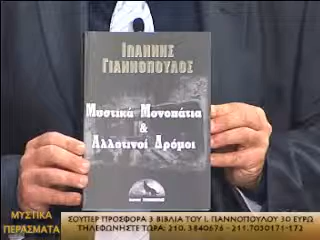 ΙΩΑΝΝΗΣ
ΓΙΑΝΝΟΠΟΥΛΟΣ
Μυστικά Μονοπάτια
&
Αλλοτινοί Δρόμοι
ΜΥΣΤΙΚΑ
ΠΕΡΑΣΜΑΤΑ
ΣΟΥΠΕΡ ΠΡΟΣΦΟΡΑ 3 ΒΙΒΛΙΑ ΤΟΥ Ι. ΓΙΑΝΝΟΠΟΥΛΟΥ 30 ΕΥΡΩ
ΤΗΛΕΦΩΝΗΣΤΕ ΤΩΡΑ: 210. 3840676 - 211.7030171-172